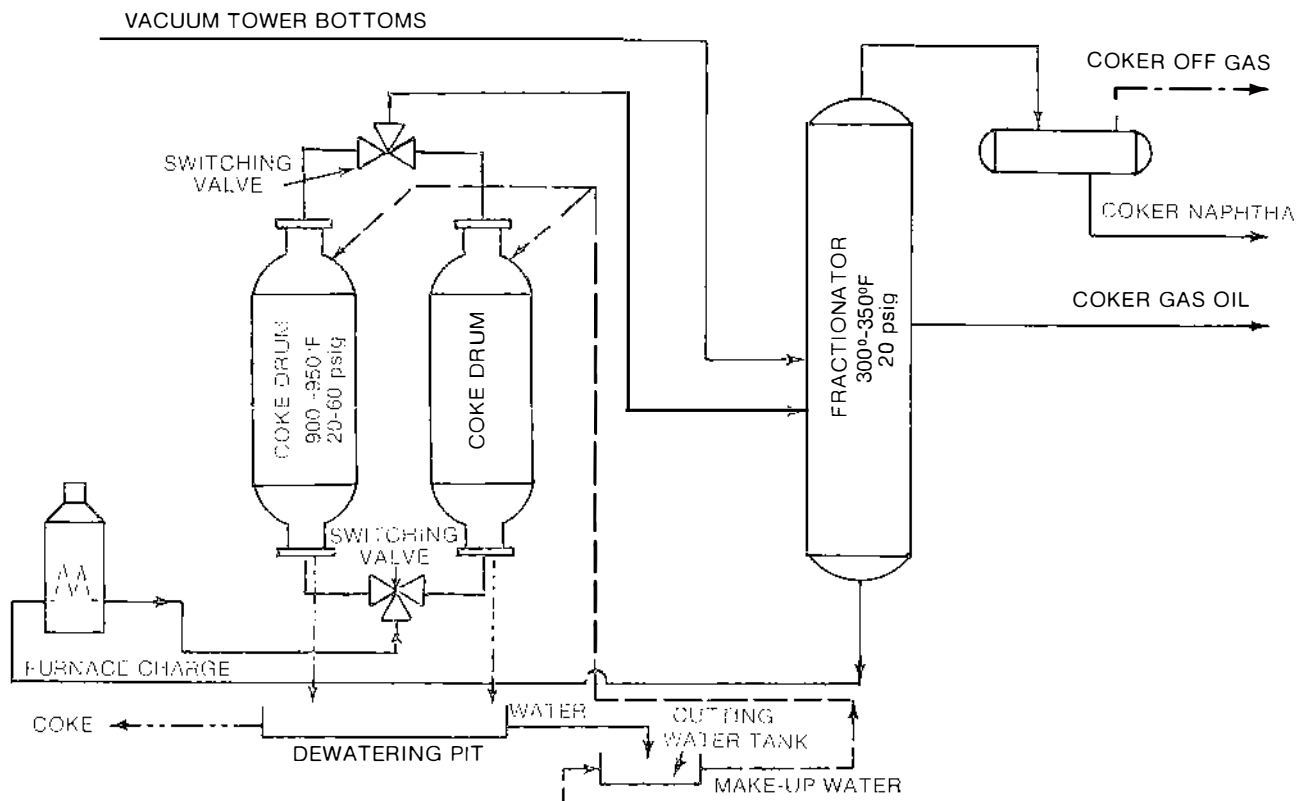 VACUUM TOWER BOTTOMS
COKER OFF GAS
SWITCHING
VALVE
COKER NAPHTHA
COKE DRUM
900 -950°F
20-60 psig
COKE DRUM
FRACTIONATOR
300°-350°F
20 psig
COKER GAS OIL
SWITCHING
VALVE
FURNACE CHARGE
COKE
WATER
CUTTING
WATER TANK
DEWATERING PIT
MAKE-UP WATER